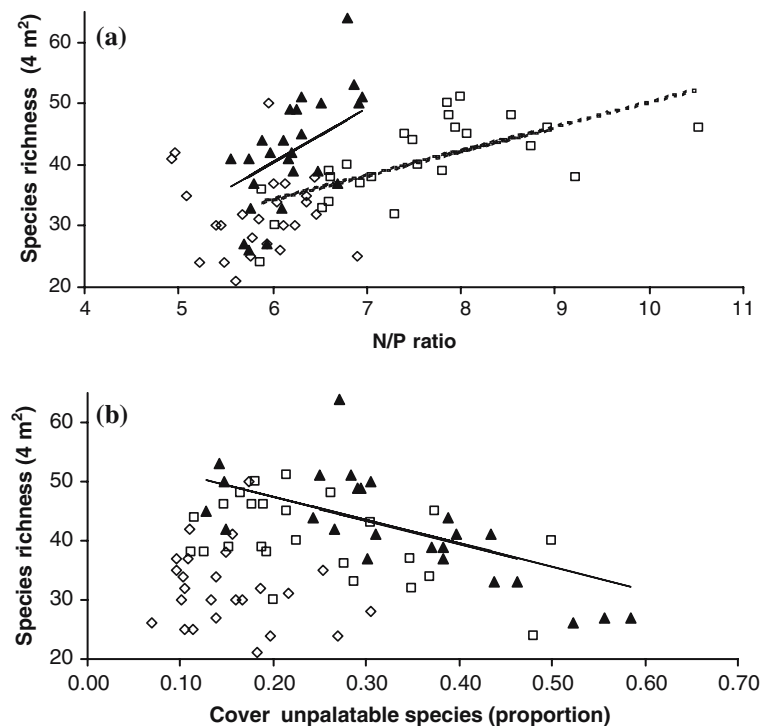 (a)
Species richness (4 m²)
60
50
40
30
20
4 5 6 7 8 9 10 11
N/P ratio
(b)
Species richness (4 m²)
60
50
40
30
20
0.00 0.10 0.20 0.30 0.40 0.50 0.60 0.70
Cover unpalatable species (proportion)